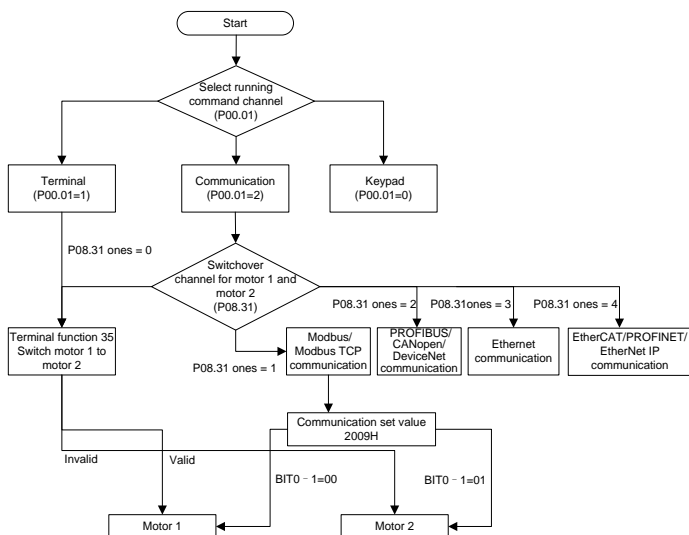 Start
Select running
command channel
(P00.01)
Terminal
(P00.01=1)
Communication
(P00.01=2)
Keypad
(P00.01=0)
P08.31 ones = 0
Switchover
channel for motor 1 and
motor 2
(P08.31)
P08.31 ones = 2
P08.31ones = 3
P08.31 ones = 4
Terminal function 35
Switch motor 1 to
motor 2
P08.31 ones = 1
Modbus/
Modbus TCP
communication
PROFIBUS/
CANopen/
DeviceNet
communication
Ethernet
communication
EtherCAT/PROFINET/
EtherNet IP
communication
Communication set value
2009H
Invalid
Valid
BIT0–1=00
BIT0–1=01
Motor 1
Motor 2